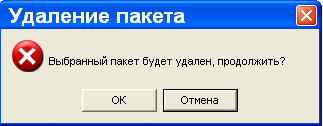 Удаление пакета
Выбранный пакет будет удален, продолжить?
OK
Отмена